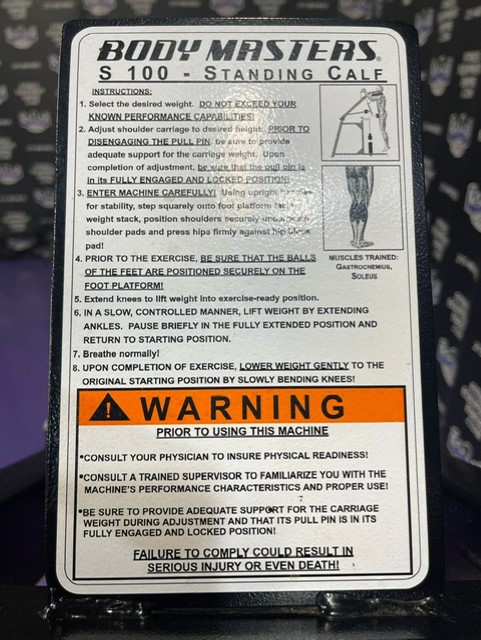 BODY MASTERS®
S 100 - STANDING CALF
INSTRUCTIONS:
1. Select the desired weight. DO NOT EXCEED YOUR
KNOWN PERFORMANCE CAPABILITIES!
2. Adjust shoulder carriage to desired height. PRIOR TO
DISENGAGING THE PULL PIN, be sure to provide
adequate support for the carriage weight. Upon
completion of adjustment, be sure that the pull pin is
in its FULLY ENGAGED AND LOCKED POSITION!
3. ENTER MACHINE CAREFULLY! Using upright handles
for stability, step squarely onto foot platform
weight stack, position shoulders securely
shoulder pads and press hips firmly against hip
pad!
4. PRIOR TO THE EXERCISE, BE SURE THAT THE BALLS
OF THE FEET ARE POSITIONED SECURELY ON THE
FOOT PLATFORM!
5. Extend knees to lift weight into exercise-ready position.
6. IN A SLOW, CONTROLLED MANNER, LIFT WEIGHT BY EXTENDING
ANKLES. PAUSE BRIEFLY IN THE FULLY EXTENDED POSITION AND
RETURN TO STARTING POSITION.
7. Breathe normally!
8. UPON COMPLETION OF EXERCISE, LOWER WEIGHT GENTLY TO THE
ORIGINAL STARTING POSITION BY SLOWLY BENDING KNEES!
MUSCLES TRAINED:
GASTROCNEMIUS,
SOLEUS
WARNING
PRIOR TO USING THIS MACHINE
•CONSULT YOUR PHYSICIAN TO INSURE PHYSICAL READINESS!
•CONSULT A TRAINED SUPERVISOR TO FAMILIARIZE YOU WITH THE
MACHINE'S PERFORMANCE CHARACTERISTICS AND PROPER USE!
•BE SURE TO PROVIDE ADEQUATE SUPPORT FOR THE CARRIAGE
WEIGHT DURING ADJUSTMENT AND THAT ITS PULL PIN IS IN ITS
FULLY ENGAGED AND LOCKED POSITION!
FAILURE TO COMPLY COULD RESULT IN
SERIOUS INJURY OR EVEN DEATH!